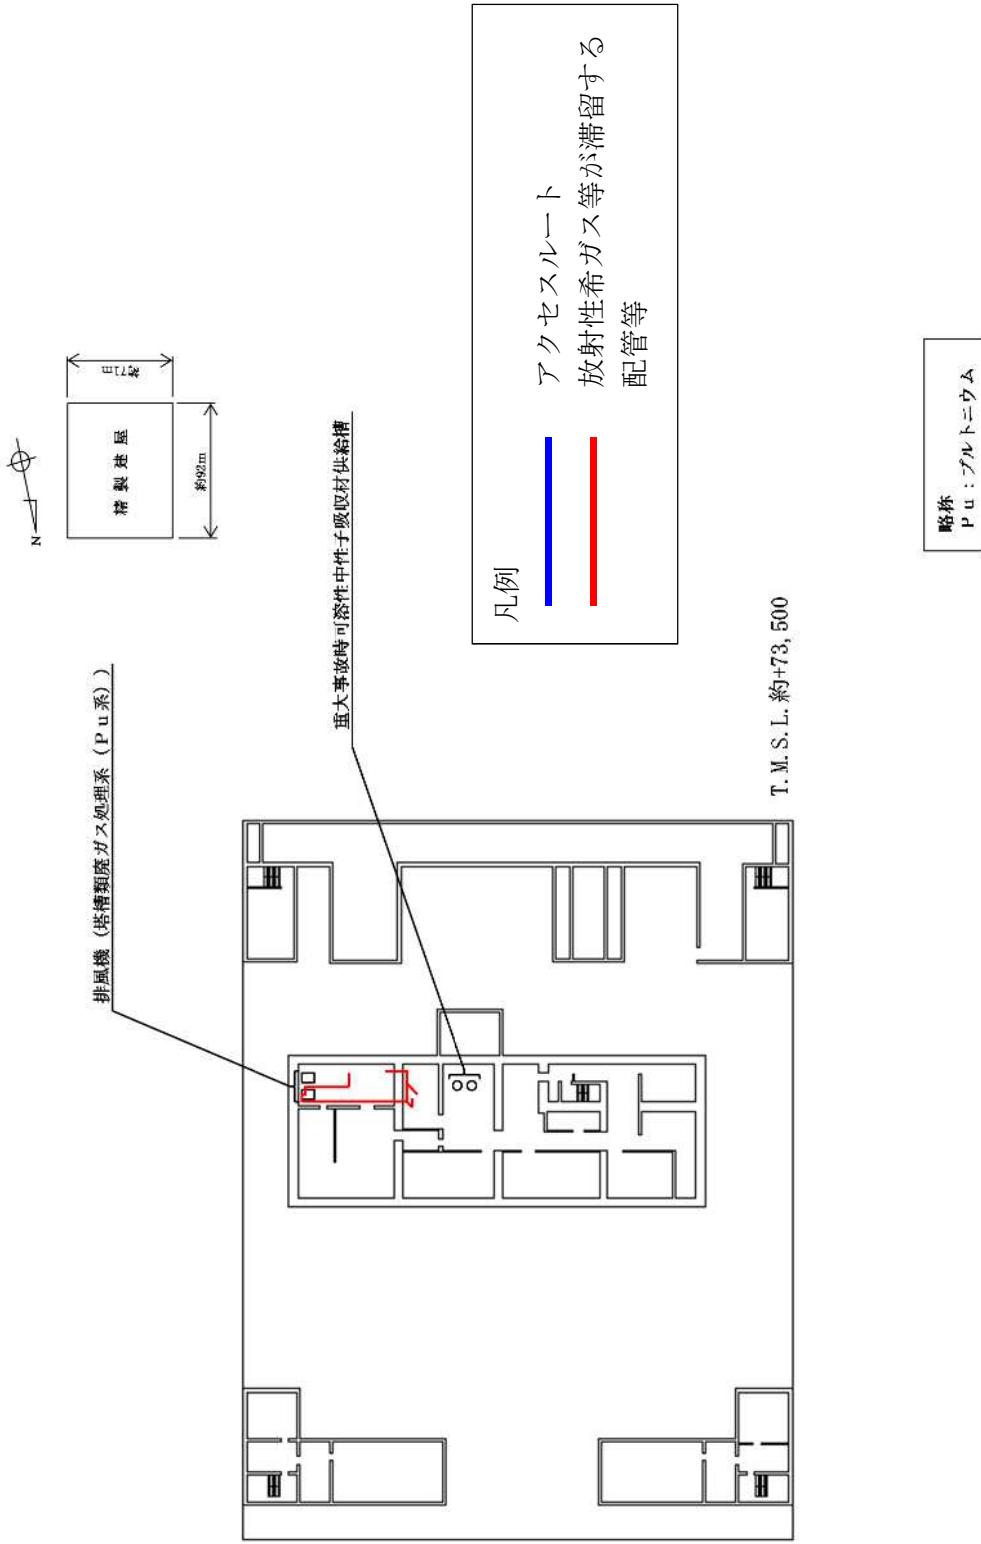 N
精製建屋
約92m
排風機（塔槽類廃ガス処理系（Ｐｕ系））
重大事故時可溶性中性子吸収材供給槽
凡例
アクセスルート
放射性希ガス等が滞留する
配管等
T.M.S.L.約+73,500
略称
Ｐｕ：プルトニウム